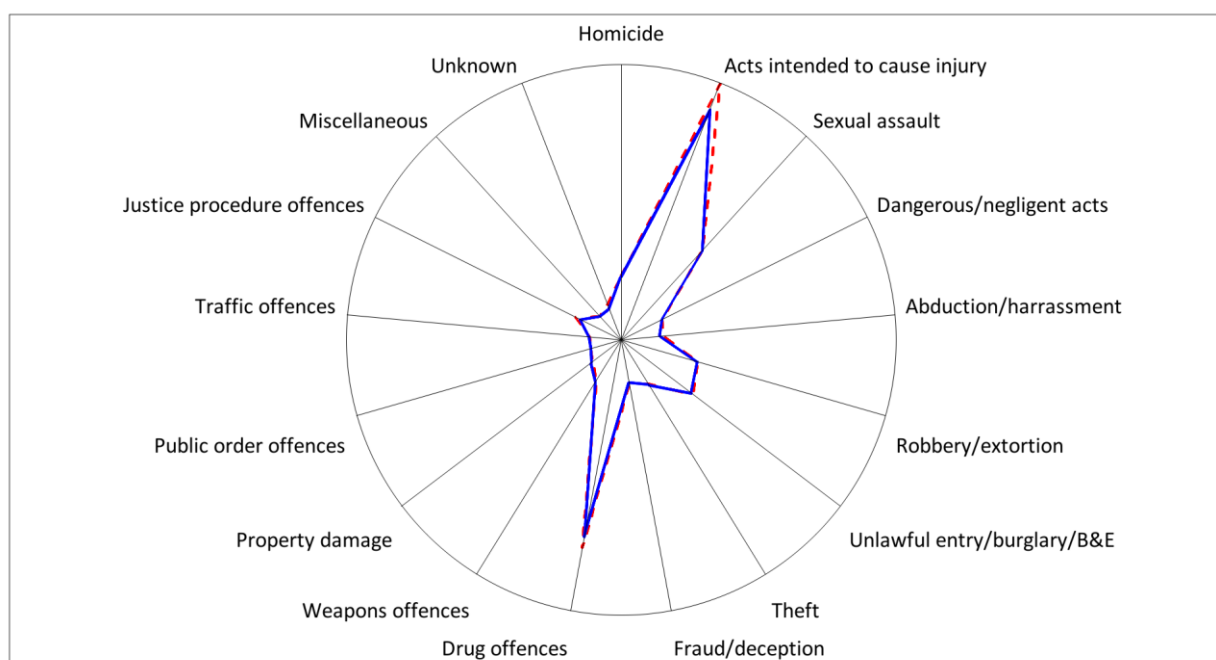 Homicide
Acts intended to cause injury
Sexual assault
Dangerous/negligent acts
Abduction/harrassment
Robbery/extortion
Unlawful entry/burglary/B&E
Theft
Fraud/deception
Drug offences
Weapons offences
Property damage
Public order offences
Traffic offences
Justice procedure offences
Miscellaneous
Unknown